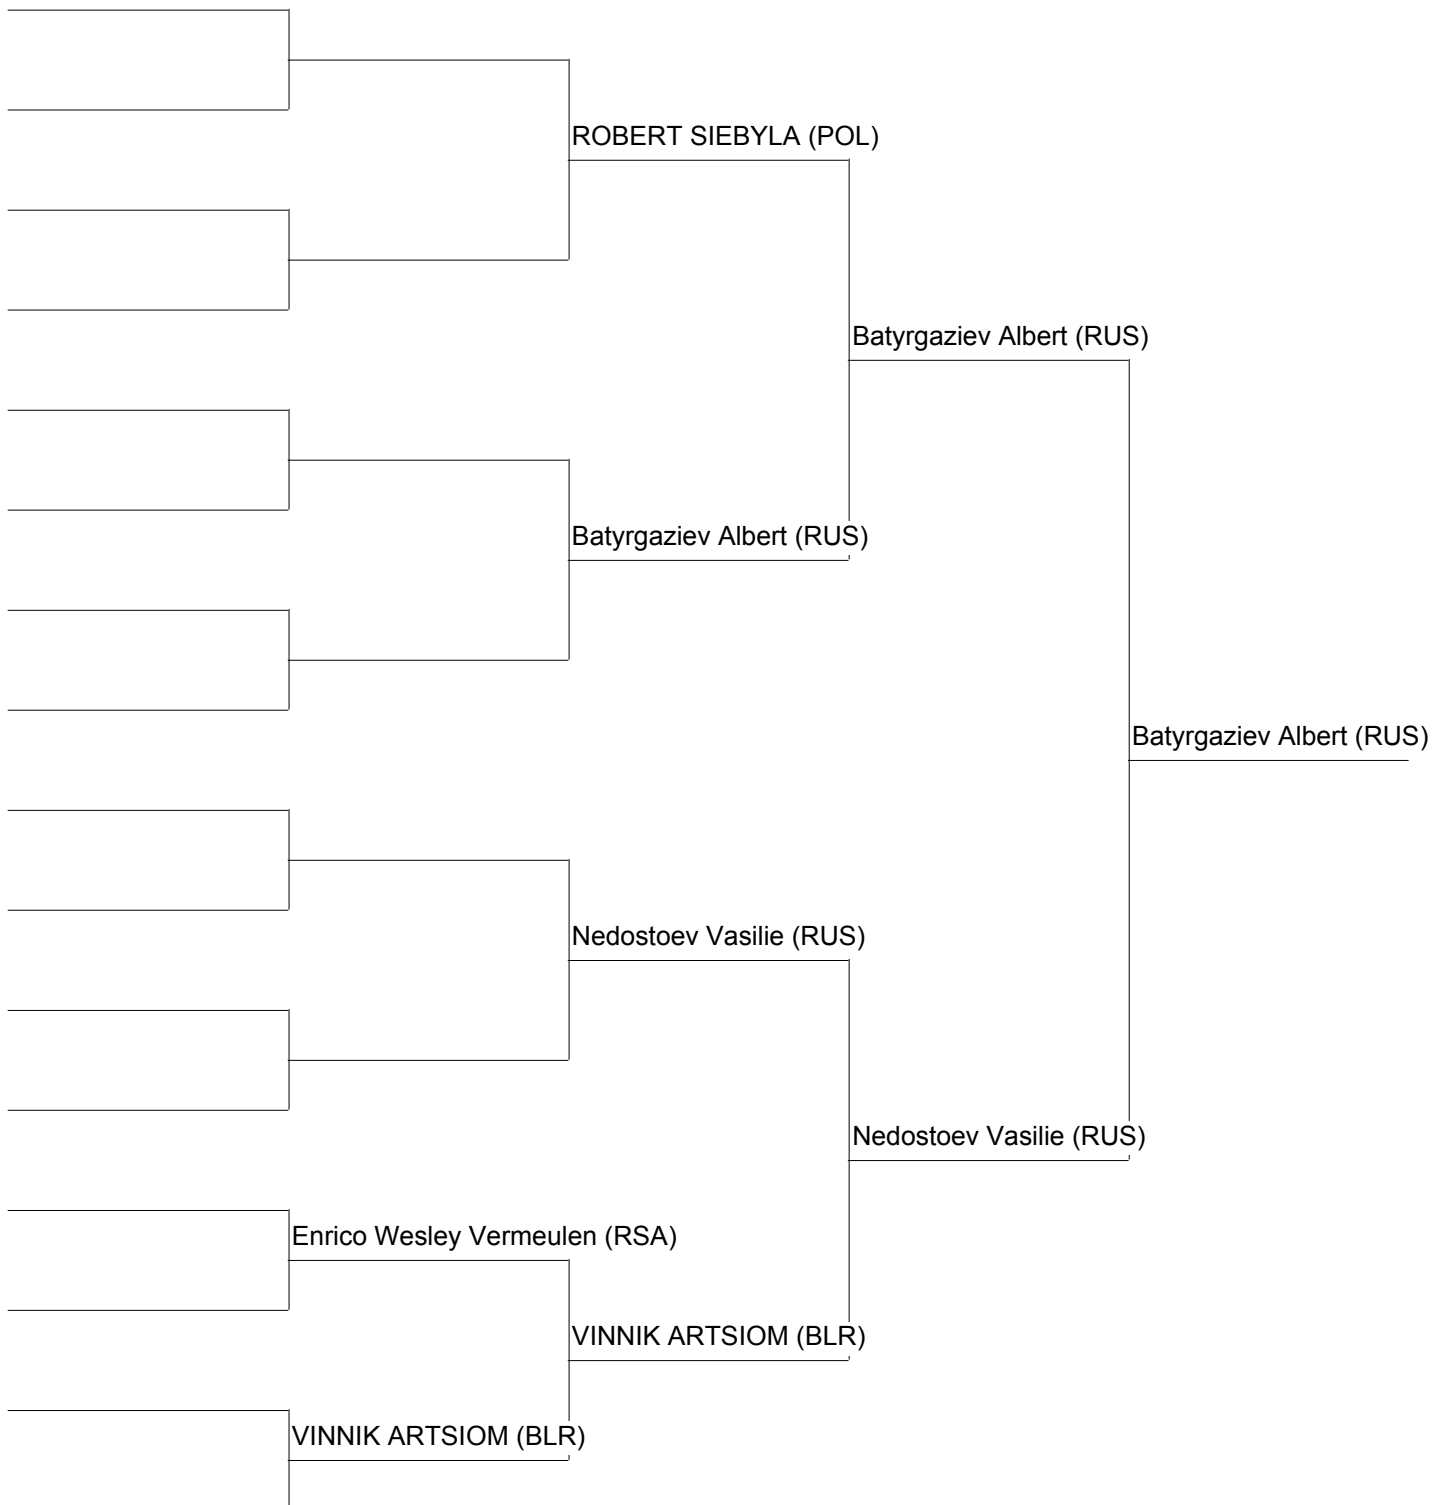 ROBERT SIEBYLA (POL)
Batyrgaziev Albert (RUS)
Batyrgaziev Albert (RUS)
Batyrgaziev Albert (RUS)
Nedostoev Vasilie (RUS)
Nedostoev Vasilie (RUS)
Enrico Wesley Vermeulen (RSA)
VINNIK ARTSIOM (BLR)
VINNIK ARTSIOM (BLR)